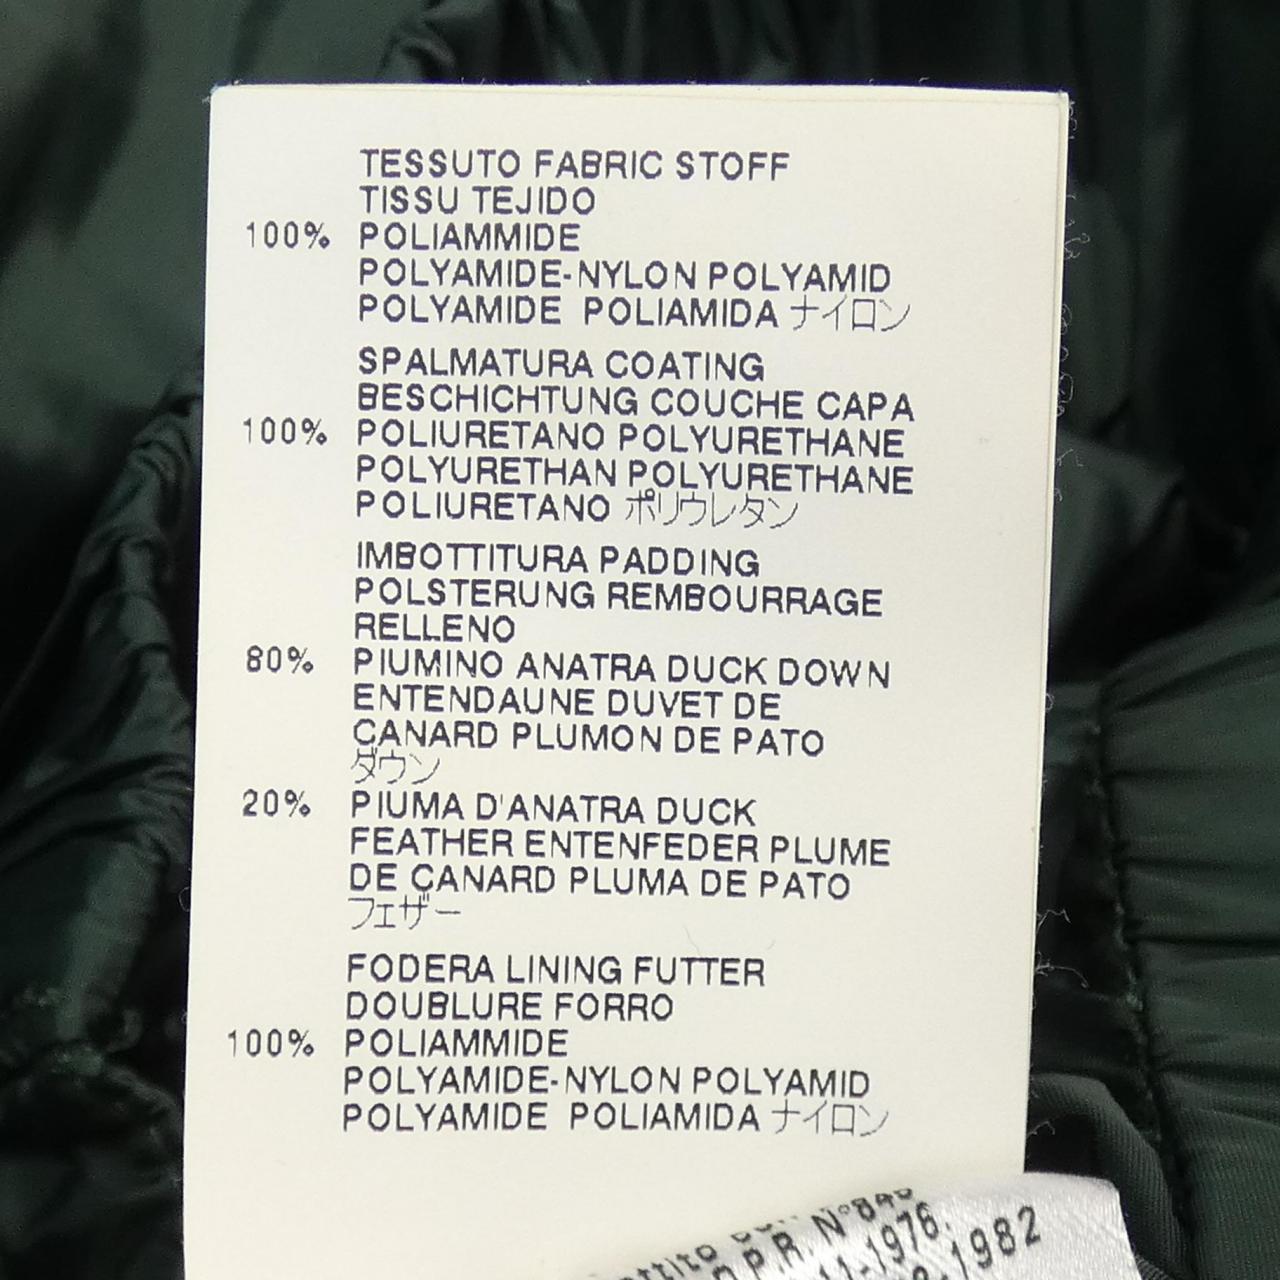 TESSUTO FABRIC STOFF
TISSU TEJIDO
100% POLIAMMIDE
POLYAMIDE-NYLON POLYAMID
POLYAMIDE POLIAMIDA ナイロン
SPALMATURA COATING
BESCHICHTUNG COUCHE CAPA
100% POLIURETANO POLYURETHANE
POLYURETHAN POLYURETHANE
POLIURETANO ポリウレタン
IMBOTTITURA PADDING
POLSTERUNG REMBOURRAGE
RELLENO
80% PIUMINO ANATRA DUCK DOWN
ENTENDAUNE DUVET DE
CANARD PLUMON DE PATO
ダウン
20% PIUMA D'ANATRA DUCK
FEATHER ENTENFEDER PLUME
DE CANARD PLUMA DE PATO
フェザー
FODERA LINING FUTTER
DOUBLURE FORRO
100% POLIAMMIDE
POLYAMIDE-NYLON POLYAMID
POLYAMIDE POLIAMIDA ナイロン
P.R. N°
11-1976.
1982